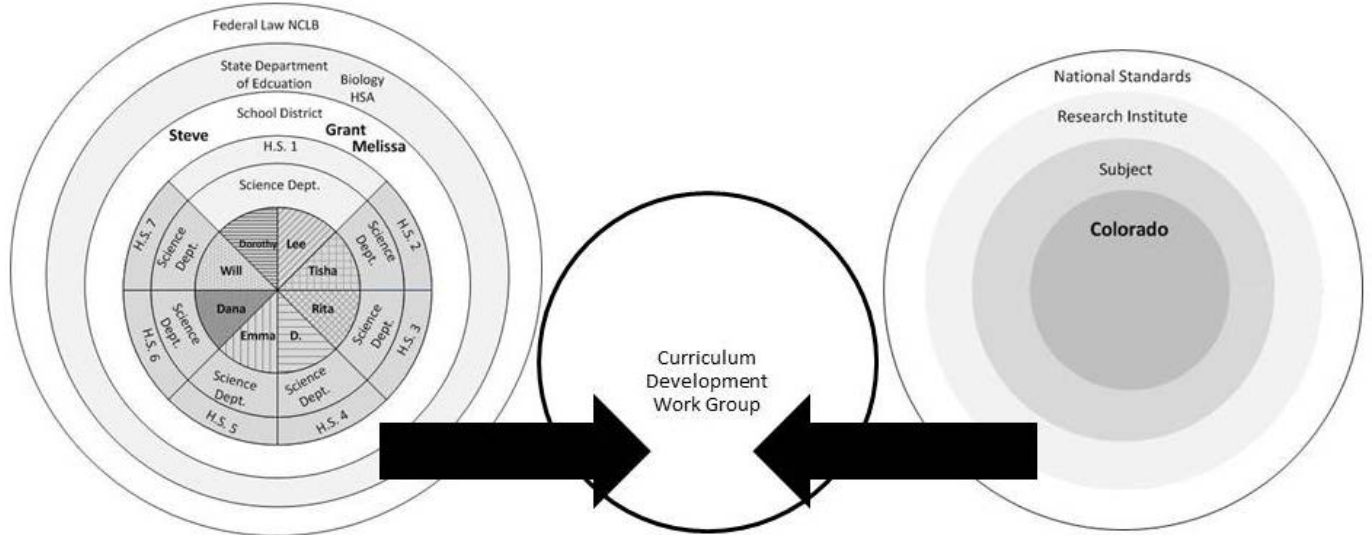 Federal Law NCLB
State Department
of Edcuation
Biology
HSA
School District
Steve
Grant
Melissa
H.S. 1
Science Dept.
H.S. 7
Science
Dept.
Dorothy
Lee
Science
Dept.
H.S. 2
Will
Tisha
Dana
Rita
Emma
D.
H.S. 6
Science
Dept.
Science
Dept.
H.S. 3
Science
Dept.
Science
Dept.
H.S. 5
H.S. 4
Curriculum
Development
Work Group
National Standards
Research Institute
Subject
Colorado